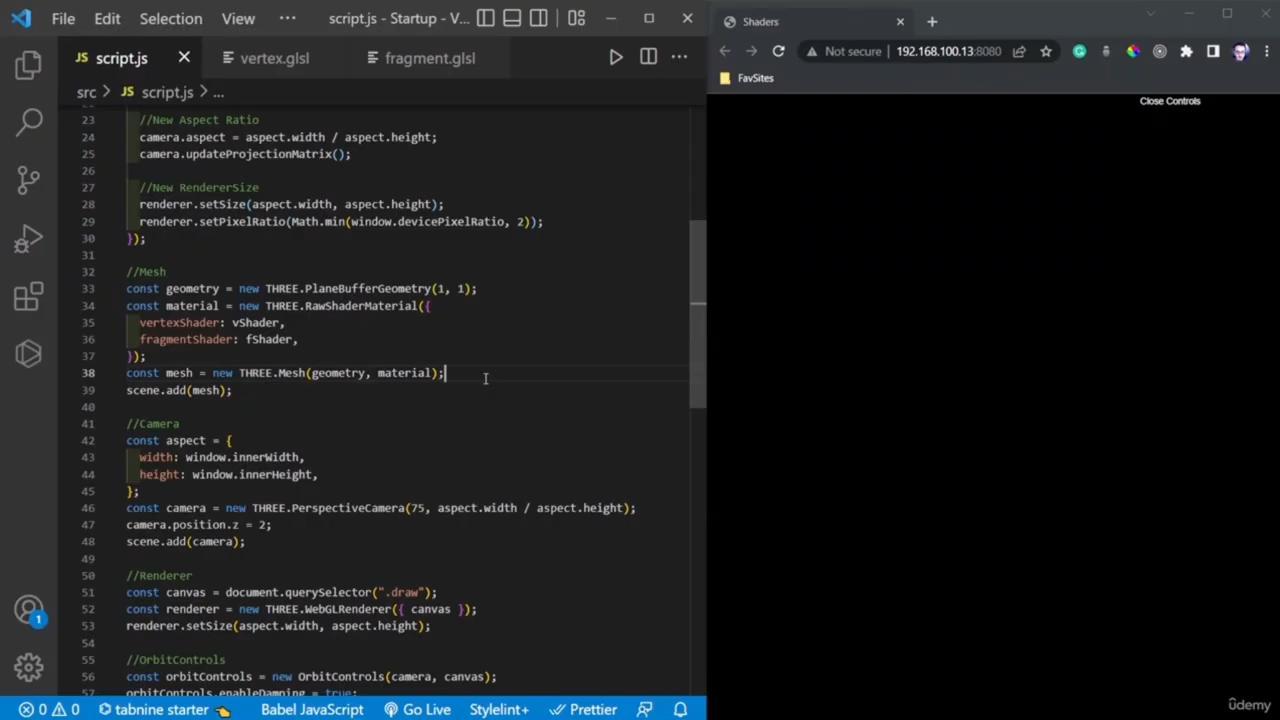 File Edit Selection View ··· script.js - Startup - V...
JS script.js
vertex.glsl
fragment.glsl
src > JS script.js > ...
23 //New Aspect Ratio
24 camera.aspect = aspect.width / aspect.height;
25 camera.updateProjectionMatrix();
26
27 //New RendererSize
28 renderer.setSize(aspect.width, aspect.height);
29 renderer.setPixelRatio(Math.min(window.devicePixelRatio, 2));
30 });
31
32 //Mesh
33 const geometry = new THREE.PlaneBufferGeometry(1, 1);
34 const material = new THREE.RawShaderMaterial({
35 vertexShader: vShader,
36 fragmentShader: fShader,
37 });
38 const mesh = new THREE.Mesh(geometry, material);
39 scene.add(mesh);
40
41 //Camera
42 const aspect = {
43 width: window.innerWidth,
44 height: window.innerHeight,
45 };
46 const camera = new THREE.PerspectiveCamera(75, aspect.width / aspect.height);
47 camera.position.z = 2;
48 scene.add(camera);
49
50 //Renderer
51 const canvas = document.querySelector(".draw");
52 const renderer = new THREE.WebGLRenderer({ canvas });
53 renderer.setSize(aspect.width, aspect.height);
54
55 //OrbitControls
56 const orbitControls = new OrbitControls(camera, canvas);
57 orbitControls.enableDamping = true;
1
0 0 tabnine starter Babel JavaScript Go Live Stylelint+ Prettier
Shaders
Not secure 192.168.100.13:8080
FavSites
Close Controls
ûdemy